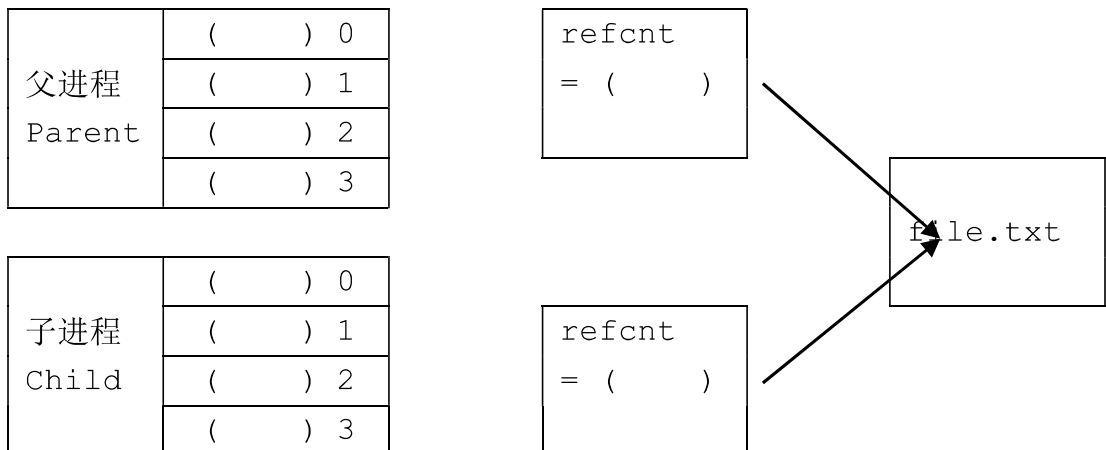 父进程
Parent
( ) 0
( ) 1
( ) 2
( ) 3
refcnt
= ( )
file.txt
子进程
Child
( ) 0
( ) 1
( ) 2
( ) 3
refcnt
= ( )